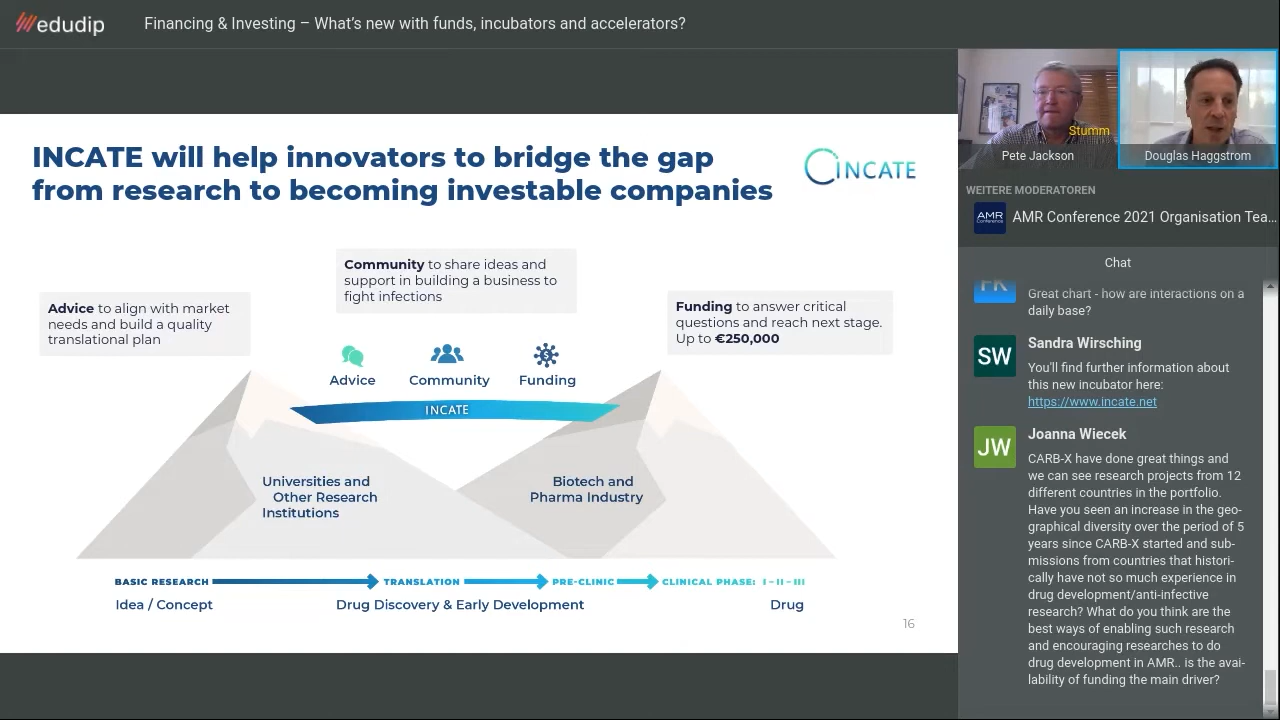 edudip
Financing & Investing – What's new with funds, incubators and accelerators?
INCATE will help innovators to bridge the gap
from research to becoming investable companies
INCATE
Community to share ideas and
support in building a business to
fight infections
Advice to align with market
needs and build a quality
translational plan
Funding to answer critical
questions and reach next stage.
Up to €250,000
Advice
Community
Funding
INCATE
Universities and
Other Research
Institutions
Biotech and
Pharma Industry
BASIC RESEARCH
TRANSLATION
PRE-CLINIC
CLINICAL PHASE: I – II – III
Idea / Concept
Drug Discovery & Early Development
Drug
16
Stumm
Pete Jackson
Douglas Haggstrom
WEITERE MODERATOREN
AMR
Conference
AMR Conference 2021 Organisation Tea...
Chat
FR
Great chart - how are interactions on a
daily base?
SW
Sandra Wirsching
You'll find further information about
this new incubator here:
https://www.incate.net
JW
Joanna Wiecek
CARB-X have done great things and
we can see research projects from 12
different countries in the portfolio.
Have you seen an increase in the geo-
graphical diversity over the period of 5
years since CARB-X started and sub-
missions from countries that histori-
cally have not so much experience in
drug development/anti-infective
research? What do you think are the
best ways of enabling such research
and encouraging researches to do
drug development in AMR.. is the avai-
lability of funding the main driver?